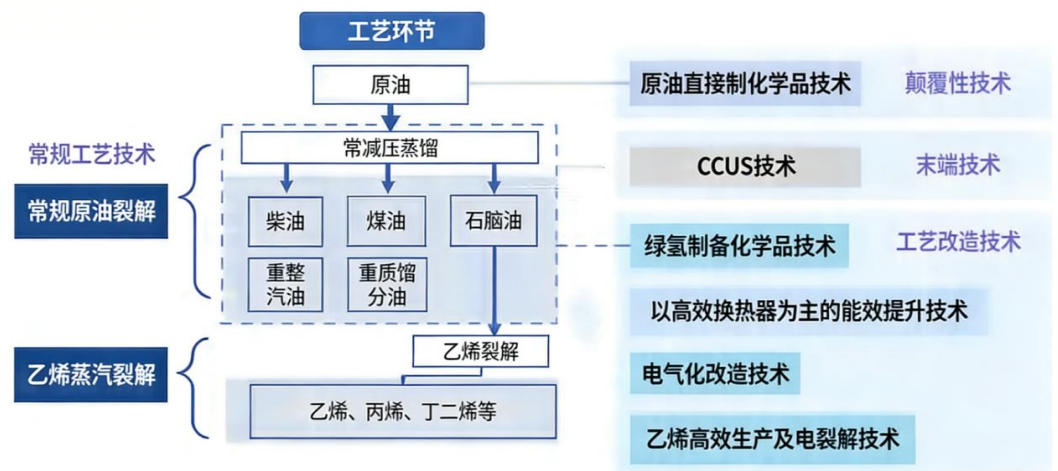 工艺环节
原油
原油直接制化学品技术
颠覆性技术
常规工艺技术
常减压蒸馏
CCUS技术
末端技术
常规原油裂解
柴油
煤油
石脑油
绿氢制备化学品技术
工艺改造技术
重整
汽油
重质馏
分油
以高效换热器为主的能效提升技术
乙烯裂解
乙烯蒸汽裂解
电气化改造技术
乙烯、丙烯、丁二烯等
乙烯高效生产及电裂解技术